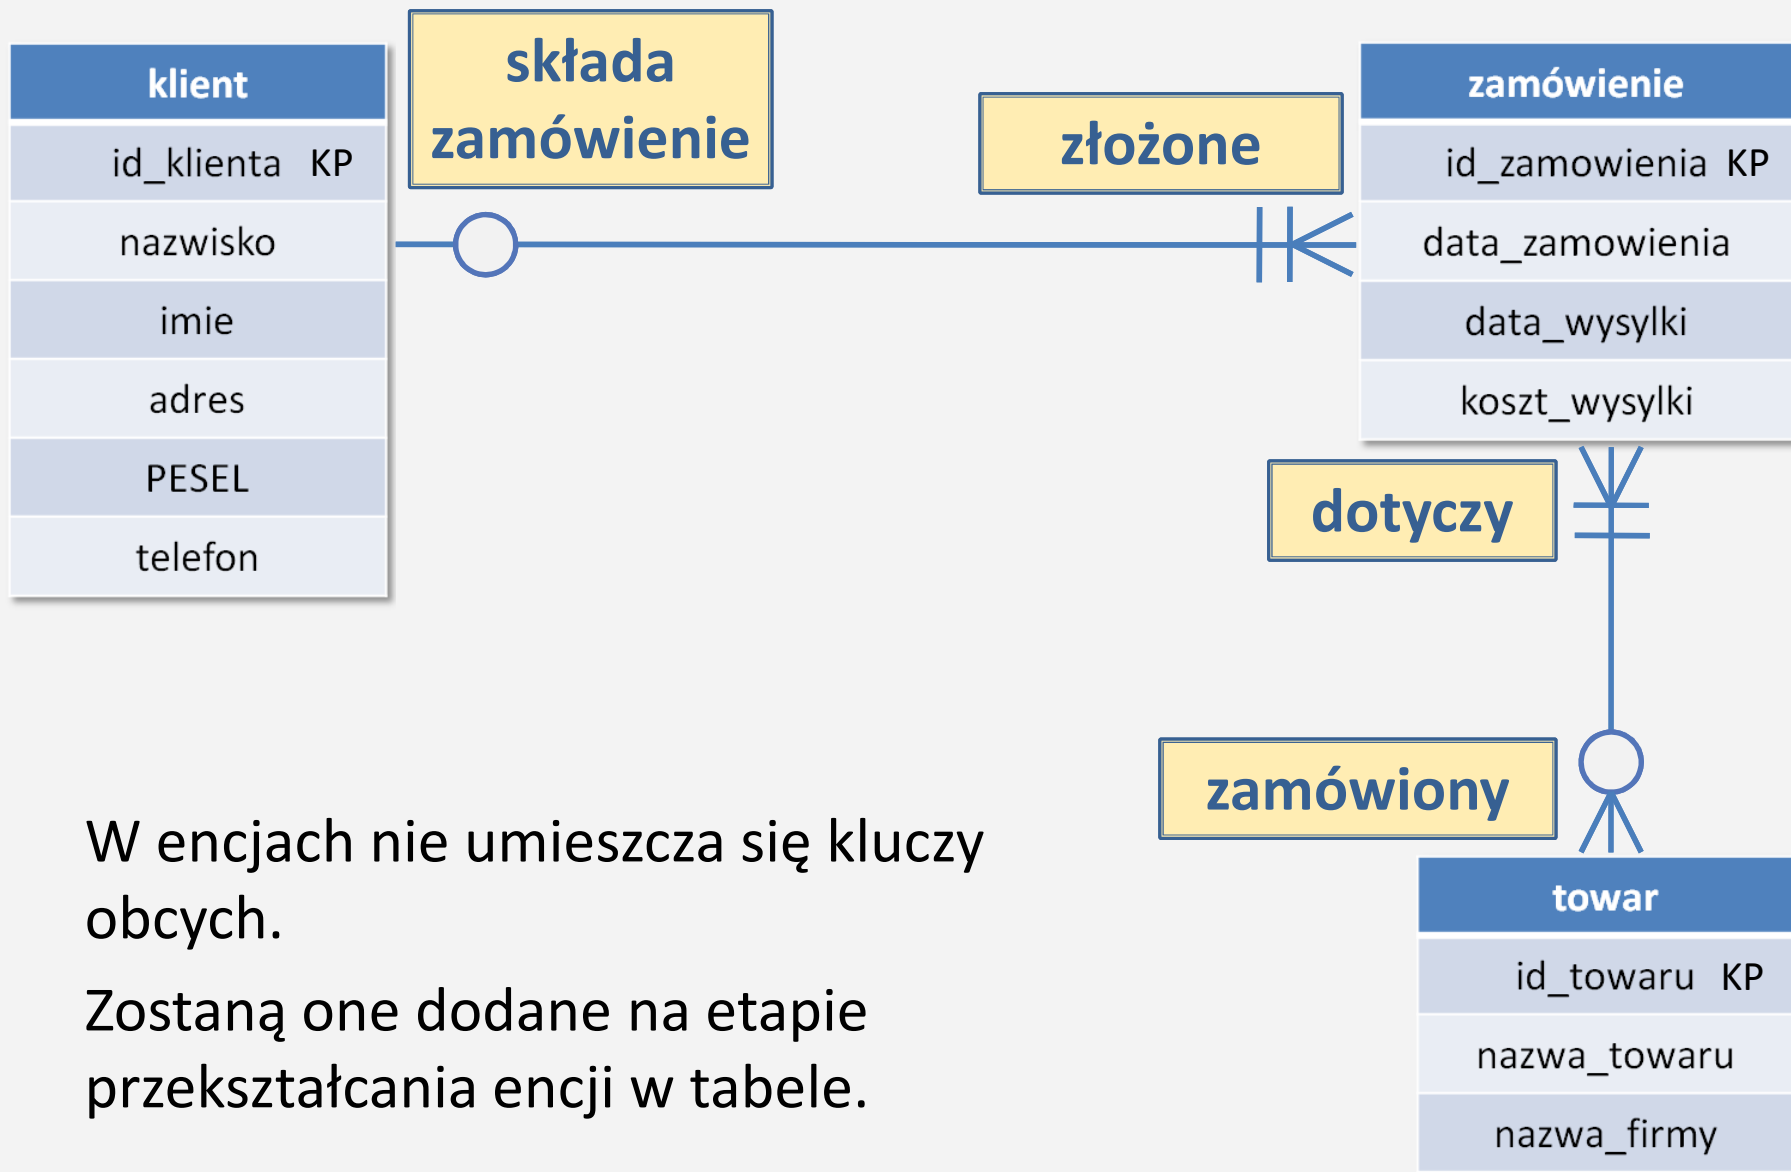 składa
zamówienie
klient
id_klienta KP
nazwisko
imie
adres
PESEL
telefon
złożone
zamówienie
id_zamowienia KP
data_zamowienia
data_wysylki
koszt_wysylki
dotyczy
zamówiony
towar
id_towaru KP
nazwa_towaru
nazwa_firmy
W encjach nie umieszcza się kluczy
obcych.
Zostaną one dodane na etapie
przekształcania encji w tabele.